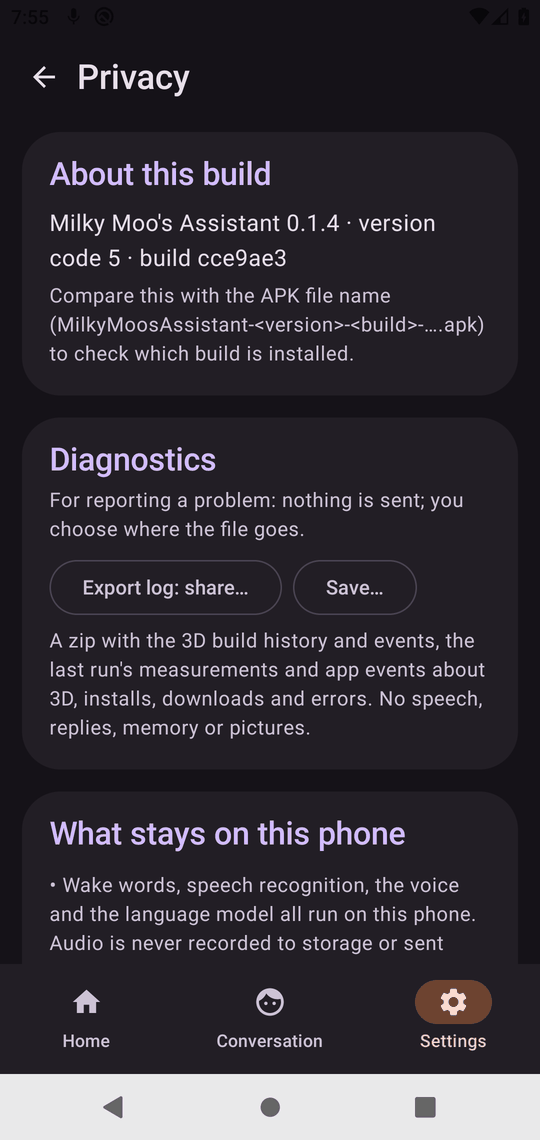 7:55
Privacy
About this build
Milky Moo's Assistant 0.1.4 · version
code 5 · build cce9ae3
Compare this with the APK file name
(MilkyMoosAssistant-<version>-<build>-….apk)
to check which build is installed.
Diagnostics
For reporting a problem: nothing is sent; you
choose where the file goes.
Export log: share…
Save…
A zip with the 3D build history and events, the
last run's measurements and app events about
3D, installs, downloads and errors. No speech,
replies, memory or pictures.
What stays on this phone
• Wake words, speech recognition, the voice
and the language model all run on this phone.
Audio is never recorded to storage or sent
Home
Conversation
Settings